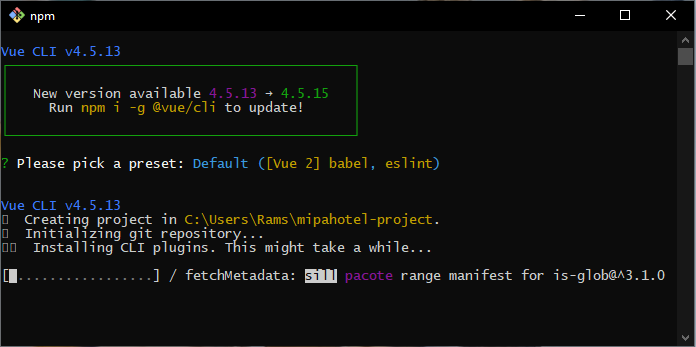 npm
Vue CLI v4.5.13
New version available 4.5.13 → 4.5.15
Run npm i -g @vue/cli to update!
? Please pick a preset: Default ([Vue 2] babel, eslint)
Vue CLI v4.5.13
Creating project in C:\Users\Rams\mipahotel-project.
Initializing git repository...
Installing CLI plugins. This might take a while...
[ .................] / fetchMetadata: sill pacote range manifest for is-glob@^3.1.0